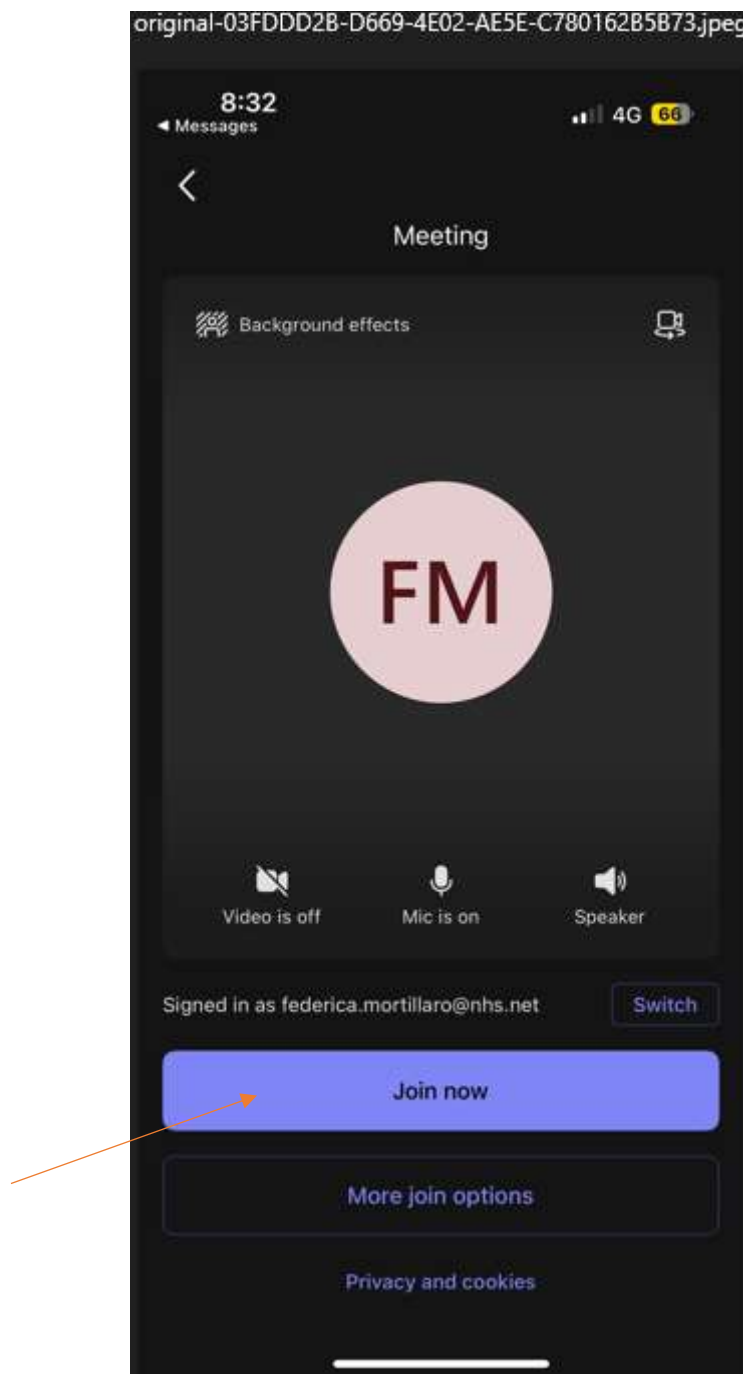 original-03FDDD2B-D669-4E02-AE5E-C780162B5B73.jpeg
8:32
4G 66
◄ Messages
Meeting
Background effects
FM
Video is off Mic is on Speaker
Signed in as federica.mortillaro@nhs.net Switch
Join now
More join options
Privacy and cookies